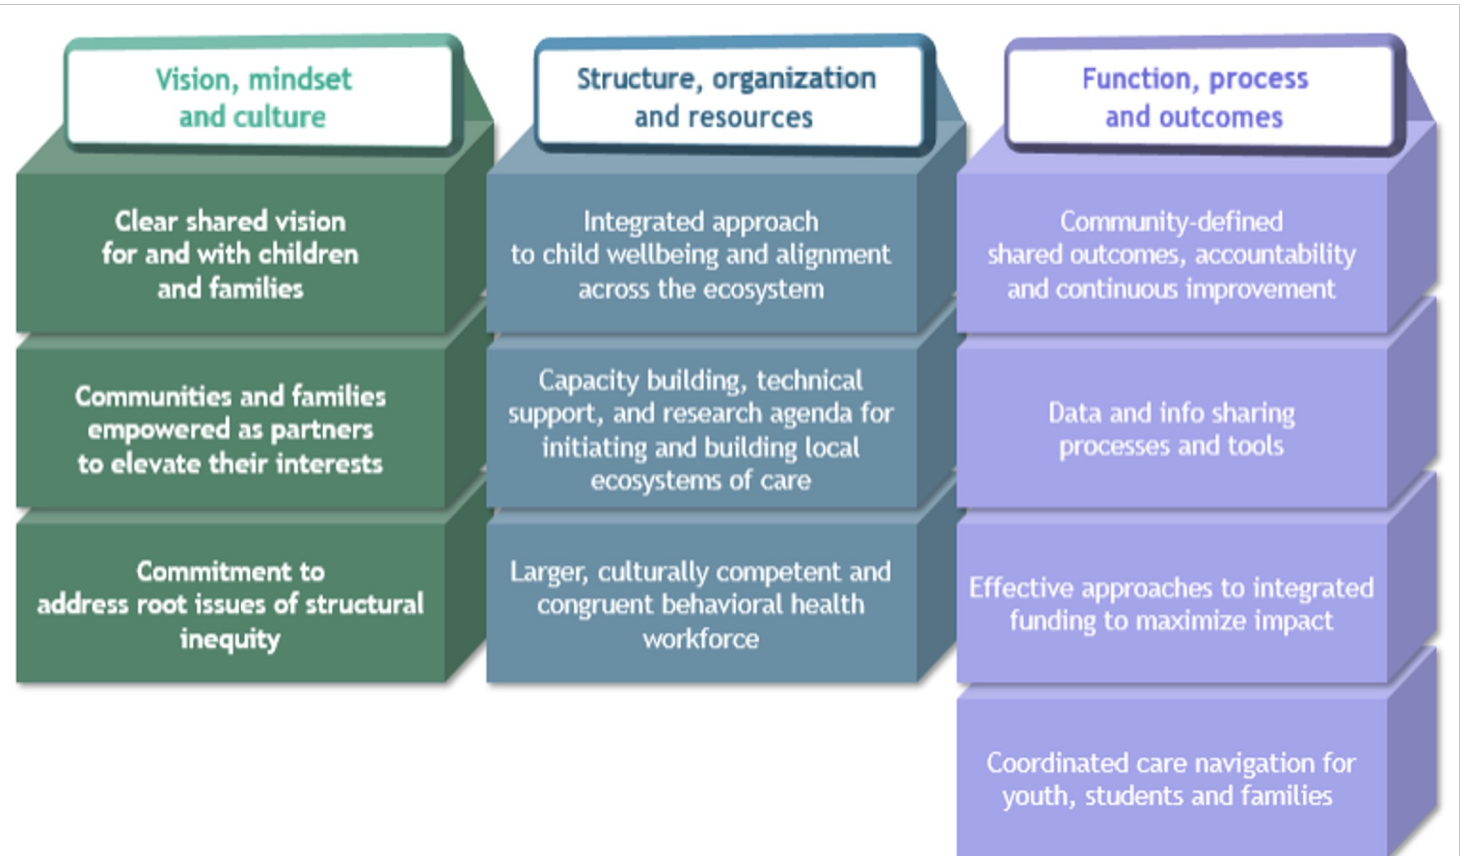 Vision, mindset
and culture
Clear shared vision
for and with children
and families
Communities and families
empowered as partners
to elevate their interests
Commitment to
address root issues of structural
inequity
Structure, organization
and resources
Integrated approach
to child wellbeing and alignment
across the ecosystem
Capacity building, technical
support, and research agenda for
initiating and building local
ecosystems of care
Larger, culturally competent and
congruent behavioral health
workforce
Function, process
and outcomes
Community-defined
shared outcomes, accountability
and continuous improvement
Data and info sharing
processes and tools
Effective approaches to integrated
funding to maximize impact
Coordinated care navigation for
youth, students and families